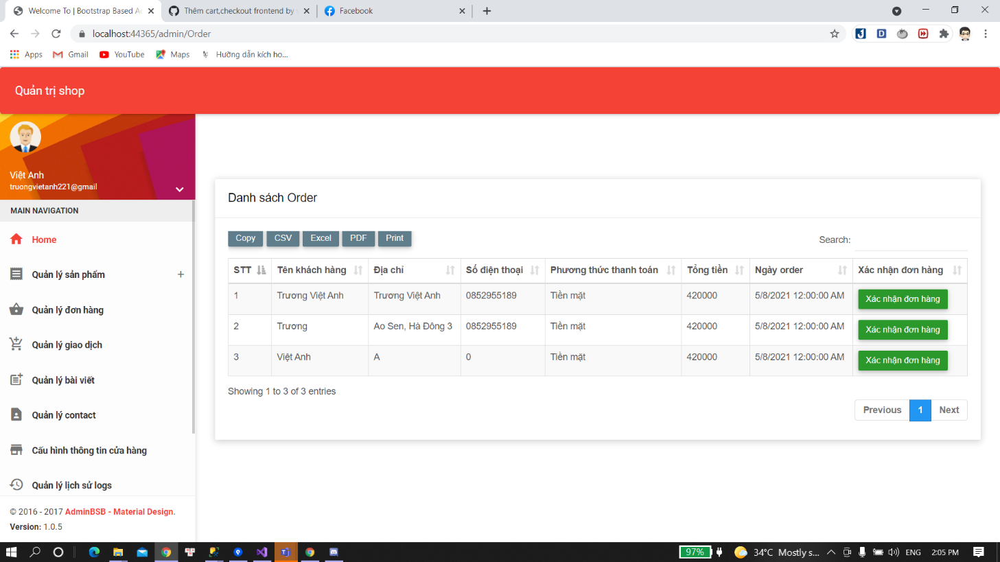 Welcome To | Bootstrap Based A
Thêm cart,checkout frontend by
Facebook
localhost:44365/admin/Order
Apps
Gmail
YouTube
Maps
Hướng dẫn kích ho...
Quản trị shop
Việt Anh
truongvietanh221@gmail
MAIN NAVIGATION
Home
Quản lý sản phẩm +
Quản lý đơn hàng
Quản lý giao dịch
Quản lý bài viết
Quản lý contact
Cấu hình thông tin cửa hàng
Quản lý lịch sử logs
© 2016 - 2017 AdminBSB - Material Design.
Version: 1.0.5
Danh sách Order
Copy CSV Excel PDF Print
Search:
STT Tên khách hàng Địa chỉ Số điện thoại Phương thức thanh toán Tổng tiền Ngày order Xác nhận đơn hàng
1 Trương Việt Anh Trương Việt Anh 0852955189 Tiền mặt 420000 5/8/2021 12:00:00 AM Xác nhận đơn hàng
2 Trương Ao Sen, Hà Đông 3 0852955189 Tiền mặt 420000 5/8/2021 12:00:00 AM Xác nhận đơn hàng
3 Việt Anh A 0 Tiền mặt 420000 5/8/2021 12:00:00 AM Xác nhận đơn hàng
Showing 1 to 3 of 3 entries
Previous 1 Next
97% 34°C Mostly s... ENG 2:05 PM